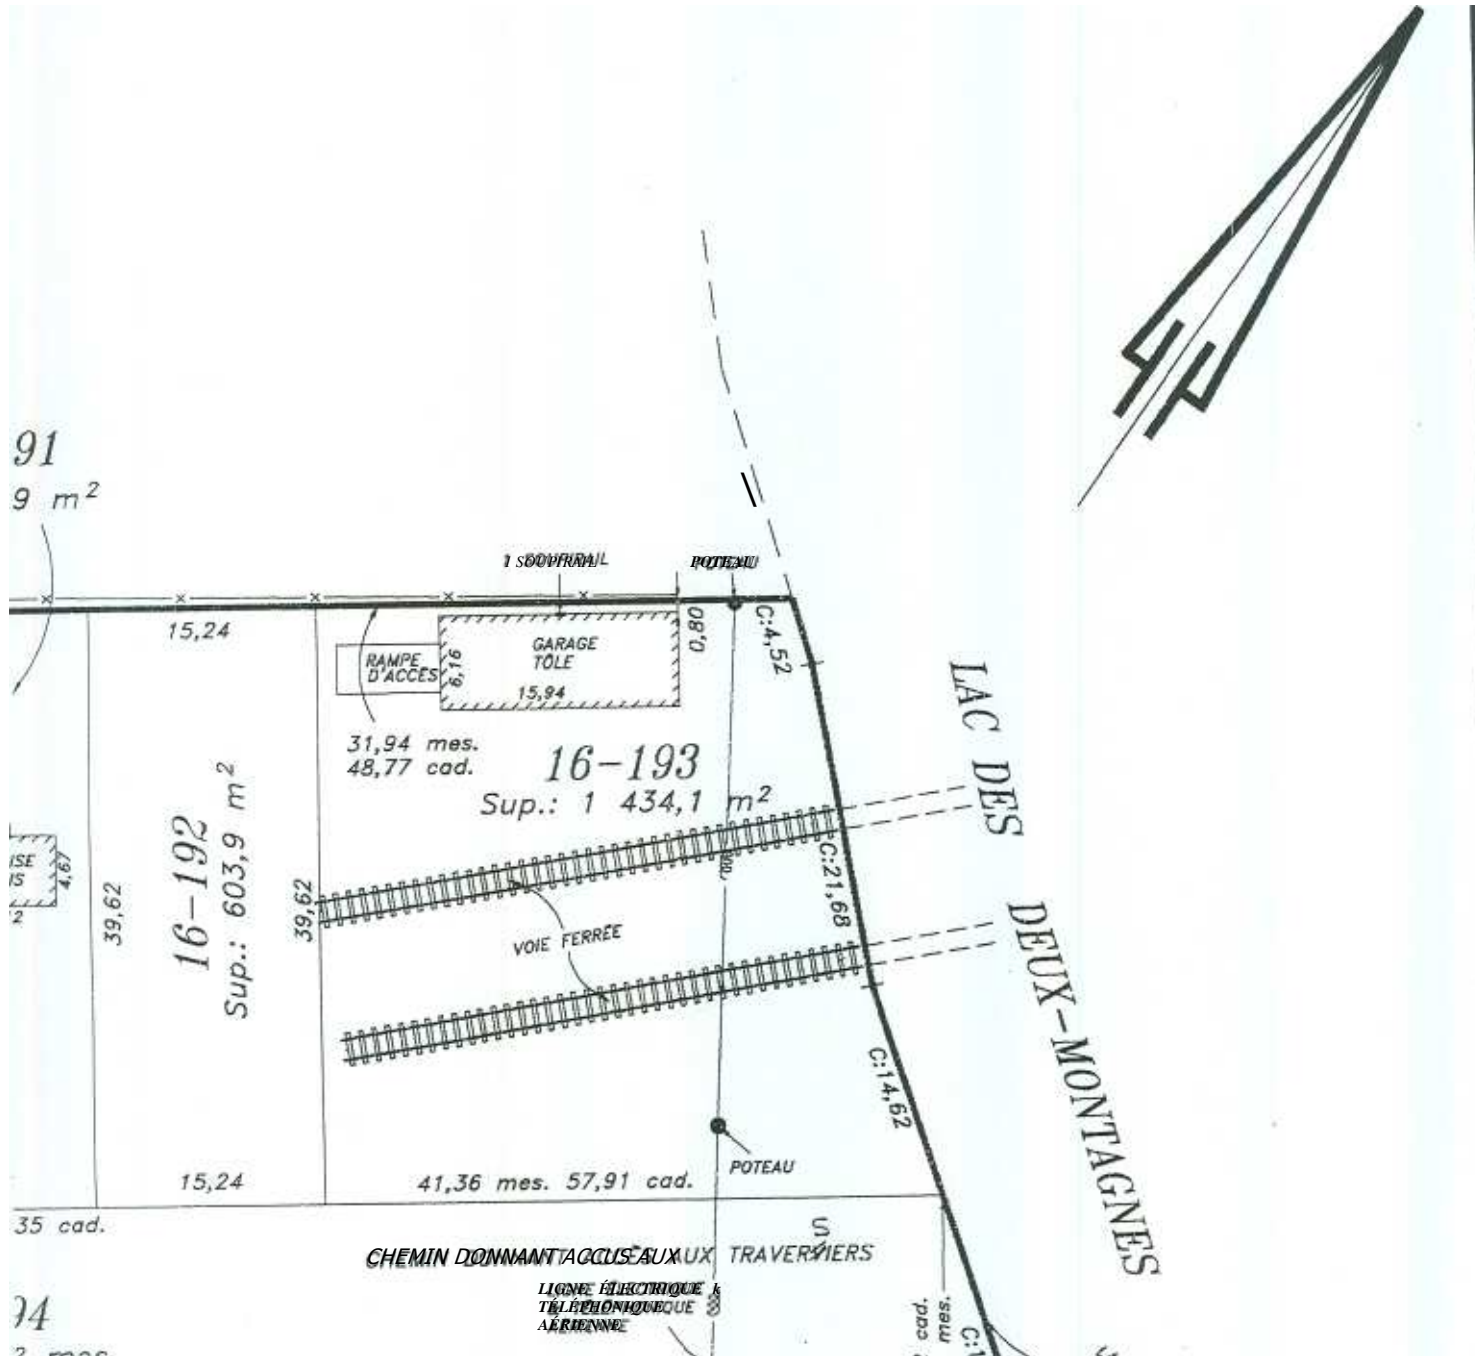 91
9 m²
1 SOUPIRAIL
POTEAU
15,24
RAMPE
D'ACCÈS
6,16
GARAGE
TÔLE
15,94
0,80
C:4,52
31,94 mes.
48,77 cad.
16-193
Sup.: 1 434,1 m²
LAC DES
DEUX-MONTAGNES
4,67
39,62
16-192
Sup.: 603,9 m²
39,62
VOIE FERRÉE
C:21,68
C:14,62
POTEAU
15,24
41,36 mes. 57,91 cad.
35 cad.
CHEMIN DONNANT ACCÈS AUX TRAVERSIERS
LIGNE ÉLECTRIQUE
TÉLÉPHONIQUE
AÉRIENNE
94
mes.
cad.
mes.